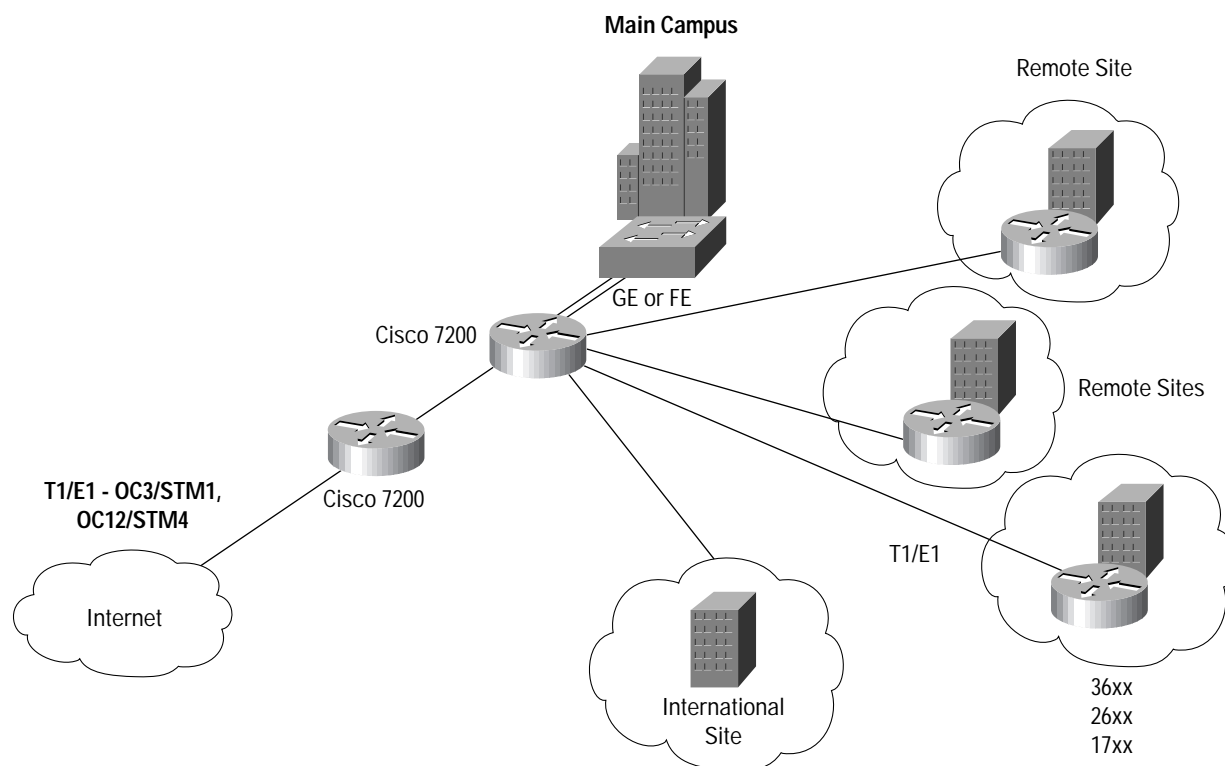 Main Campus
Remote Site
GE or FE
Cisco 7200
Remote Sites
Cisco 7200
T1/E1 - OC3/STM1,
OC12/STM4
T1/E1
Internet
International
Site
36xx
26xx
17xx